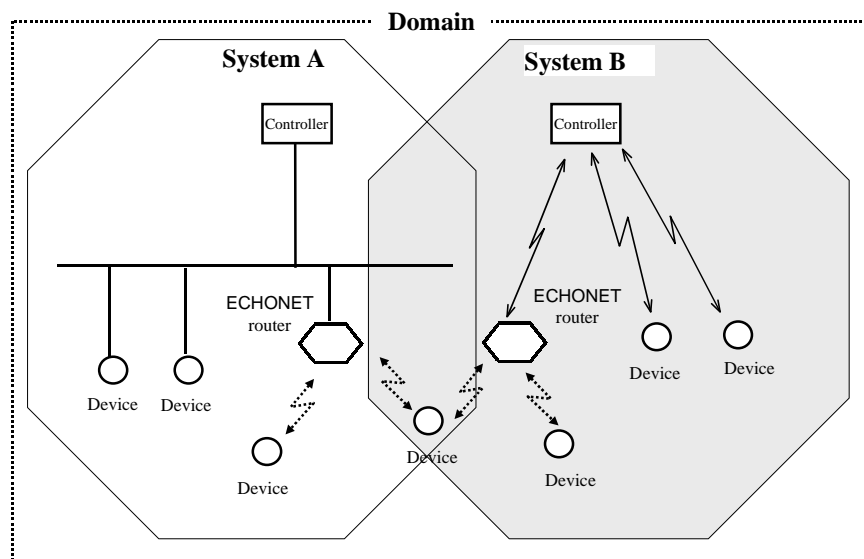 Domain
System A
System B
Controller
Controller
ECHONET
router
ECHONET
router
Device
Device
Device
Device
Device
Device
Device